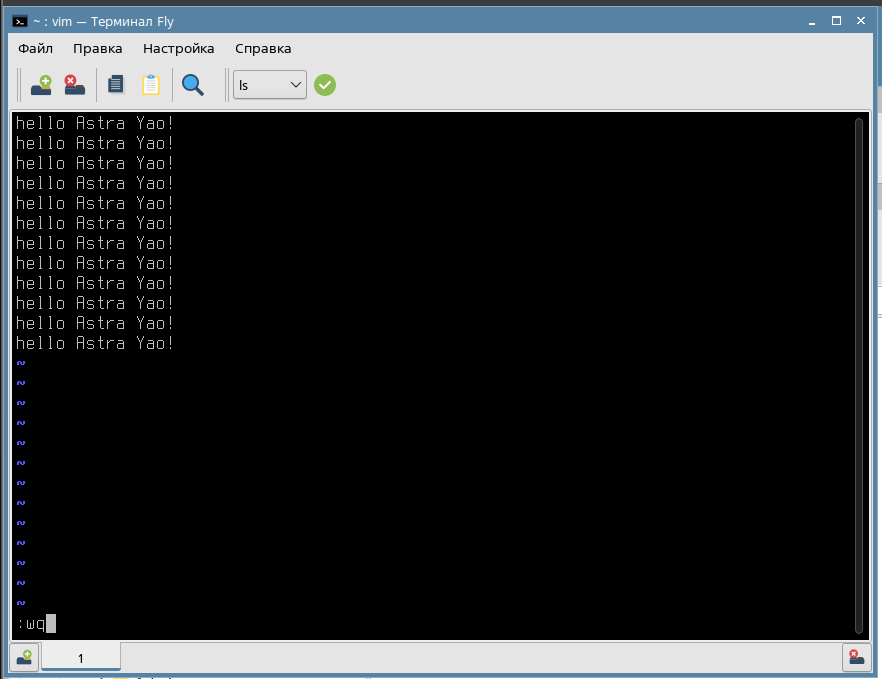 ~ : vim — Терминал Fly
Файл Правка Настройка Справка
ls
hello Astra Yao!
hello Astra Yao!
hello Astra Yao!
hello Astra Yao!
hello Astra Yao!
hello Astra Yao!
hello Astra Yao!
hello Astra Yao!
hello Astra Yao!
hello Astra Yao!
hello Astra Yao!
hello Astra Yao!
~
~
~
~
~
~
~
~
~
~
~
~
~
:wq
1